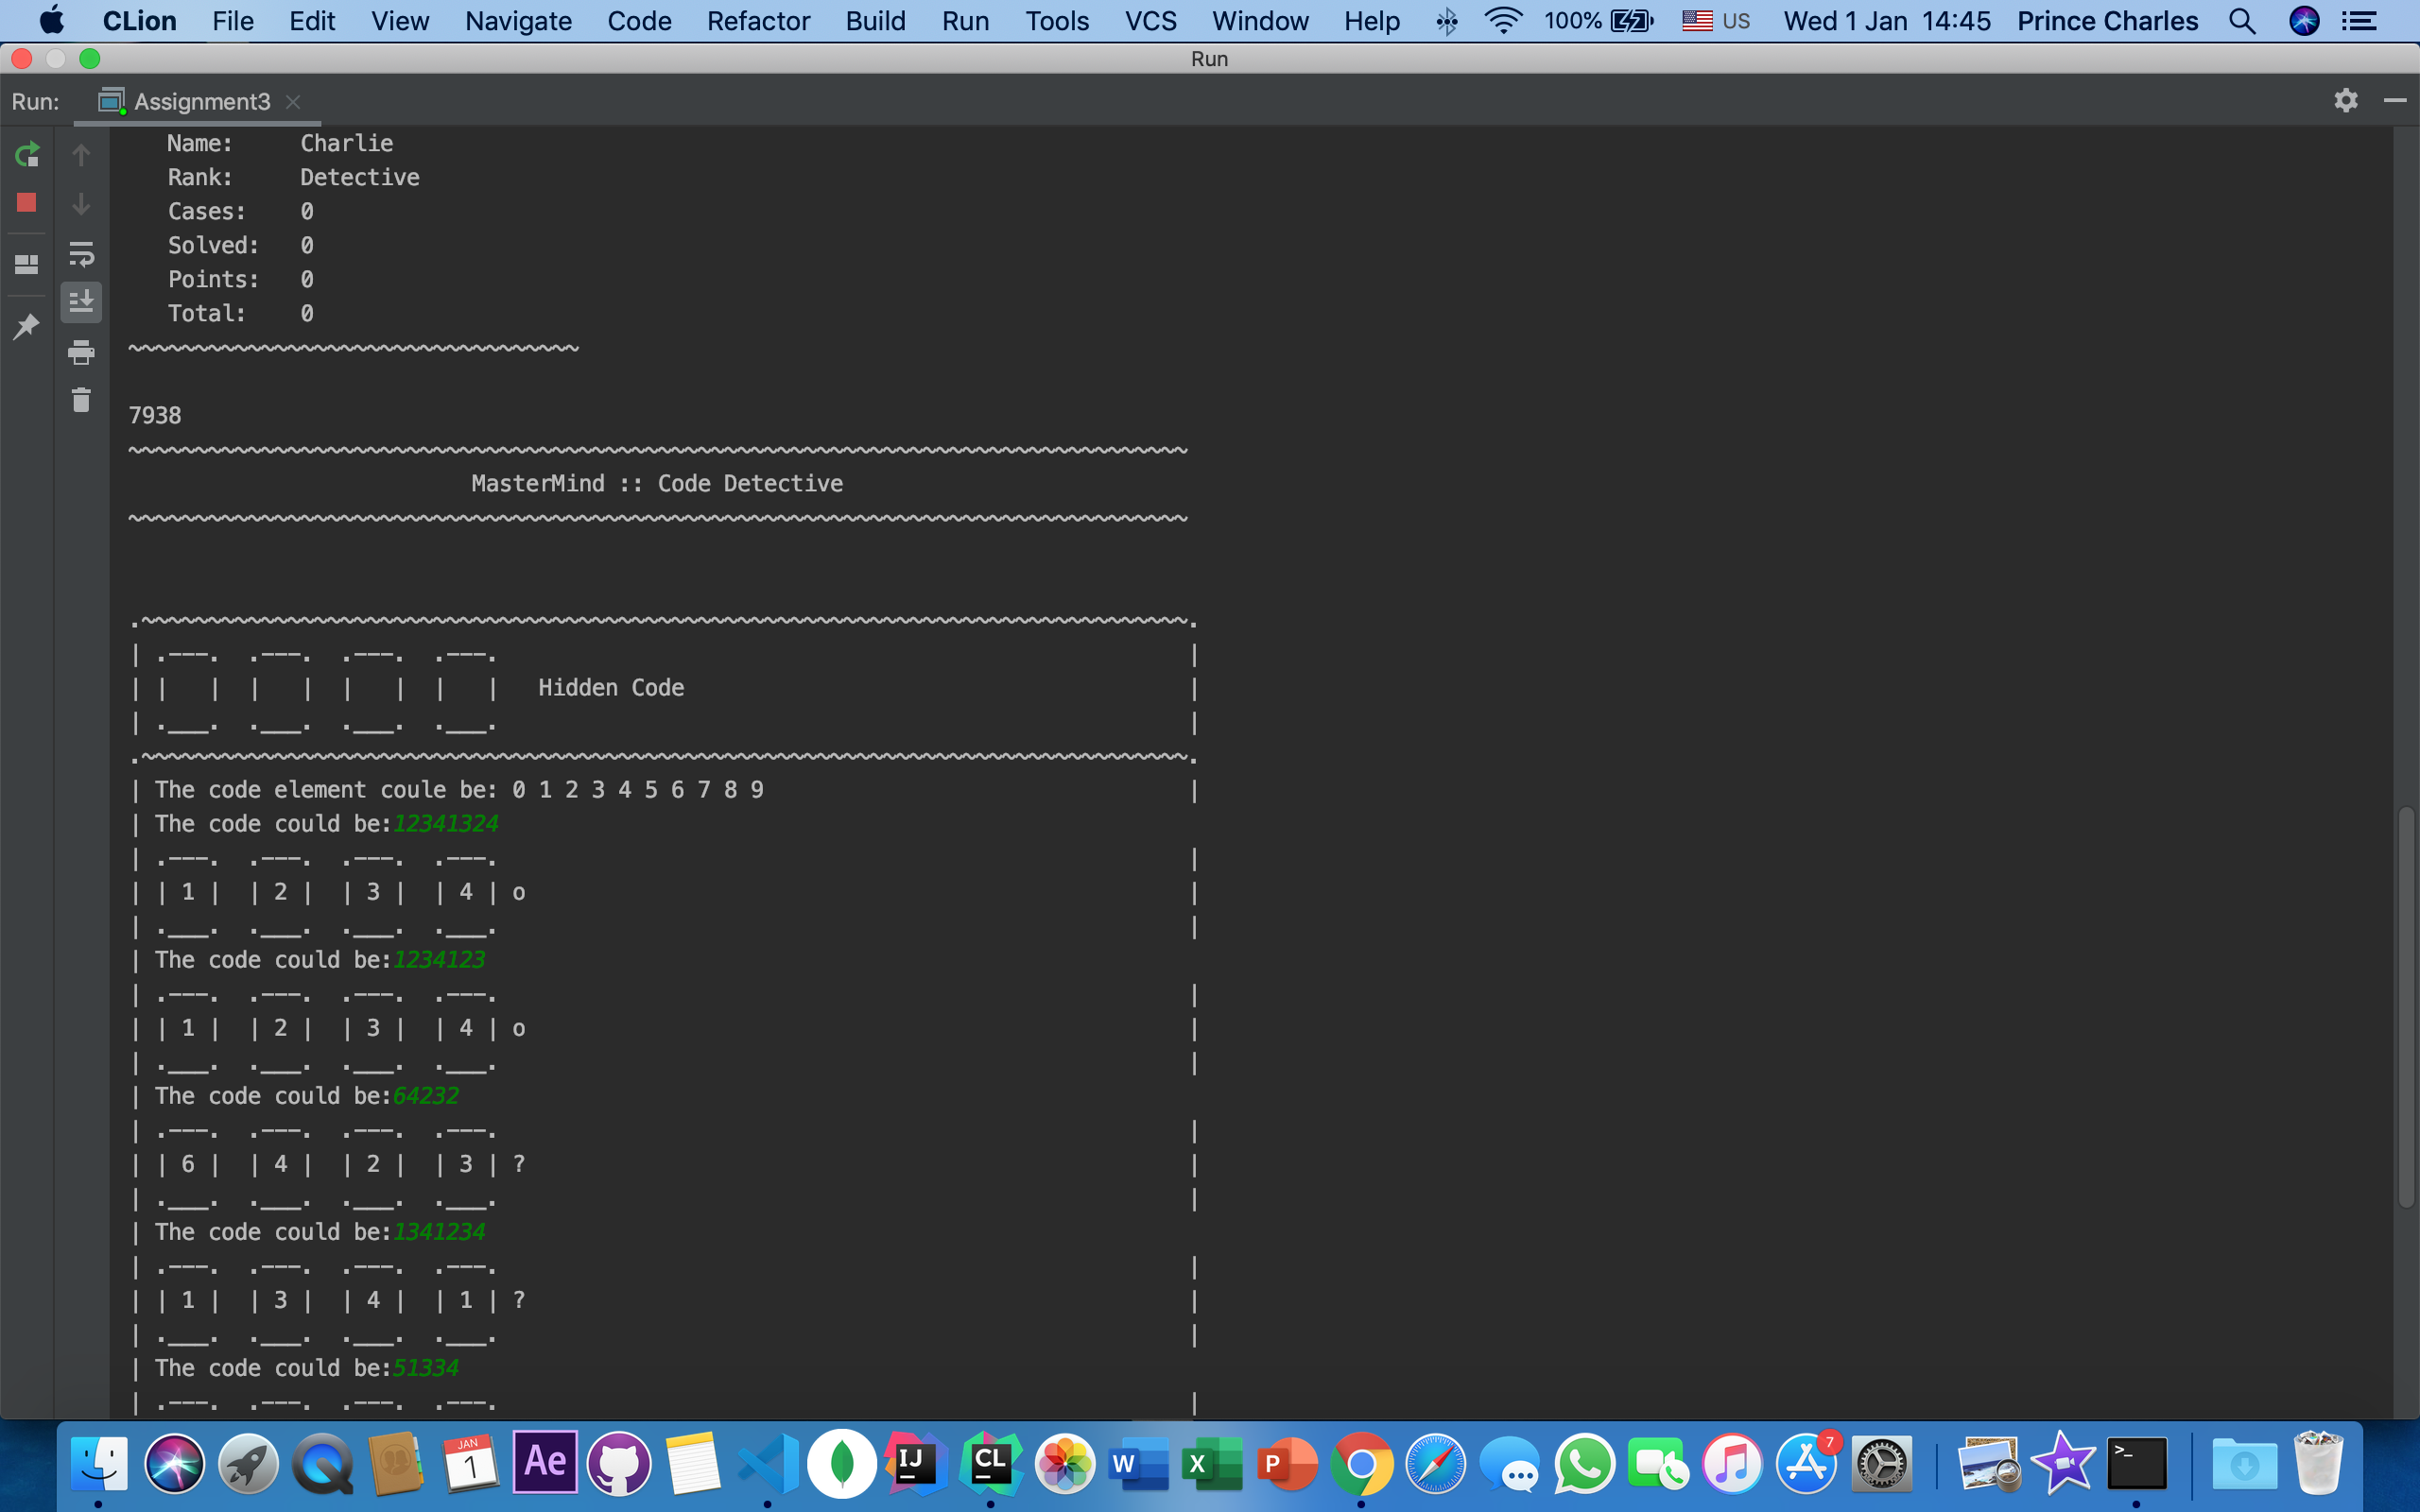 CLion File Edit View Navigate Code Refactor Build Run Tools VCS Window Help 100% US Wed 1 Jan 14:45 Prince Charles
Run
Run: Assignment3
Name: Charlie
Rank: Detective
Cases: 0
Solved: 0
Points: 0
Total: 0
~~~~~~~~~~~~~~~~~~~~~~~~~~~~~~~~~~
7938
~~~~~~~~~~~~~~~~~~~~~~~~~~~~~~~~~~~~~~~~~~~~~~~~~~~~~~~~~~~~~~~~~~~~~~~~~~~~~~~~
MasterMind :: Code Detective
~~~~~~~~~~~~~~~~~~~~~~~~~~~~~~~~~~~~~~~~~~~~~~~~~~~~~~~~~~~~~~~~~~~~~~~~~~~~~~~~
.~~~~~~~~~~~~~~~~~~~~~~~~~~~~~~~~~~~~~~~~~~~~~~~~~~~~~~~~~~~~~~~~~~~~~~~~~~~~~~~.
| .---. .---. .---. .---. |
| | | | | | | | | Hidden Code |
| .___. .___. .___. .___. |
.~~~~~~~~~~~~~~~~~~~~~~~~~~~~~~~~~~~~~~~~~~~~~~~~~~~~~~~~~~~~~~~~~~~~~~~~~~~~~~~.
| The code element coule be: 0 1 2 3 4 5 6 7 8 9 |
| The code could be:12341324
| .---. .---. .---. .---. |
| | 1 | | 2 | | 3 | | 4 | o |
| .___. .___. .___. .___. |
| The code could be:1234123
| .---. .---. .---. .---. |
| | 1 | | 2 | | 3 | | 4 | o |
| .___. .___. .___. .___. |
| The code could be:64232
| .---. .---. .---. .---. |
| | 6 | | 4 | | 2 | | 3 | ? |
| .___. .___. .___. .___. |
| The code could be:1341234
| .---. .---. .---. .---. |
| | 1 | | 3 | | 4 | | 1 | ? |
| .___. .___. .___. .___. |
| The code could be:51334
| .---. .---. .---. .---. |
JAN 1 Ae IJ CL W X P 7 >_